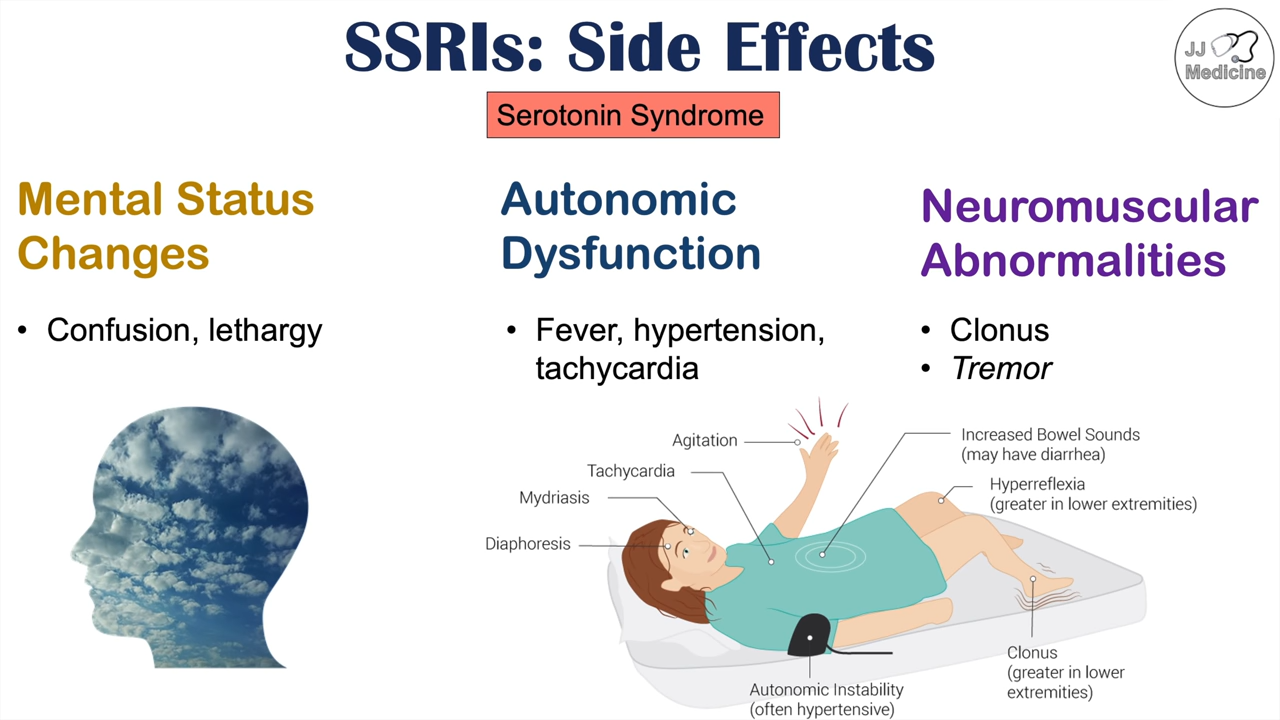 SSRIs: Side Effects
JJ
Medicine
Serotonin Syndrome
Mental Status
Changes
• Confusion, lethargy
Autonomic
Dysfunction
• Fever, hypertension,
tachycardia
Neuromuscular
Abnormalities
• Clonus
• Tremor
Agitation
Tachycardia
Mydriasis
Diaphoresis
Increased Bowel Sounds
(may have diarrhea)
Hyperreflexia
(greater in lower extremities)
Clonus
(greater in lower
extremities)
Autonomic Instability
(often hypertensive)